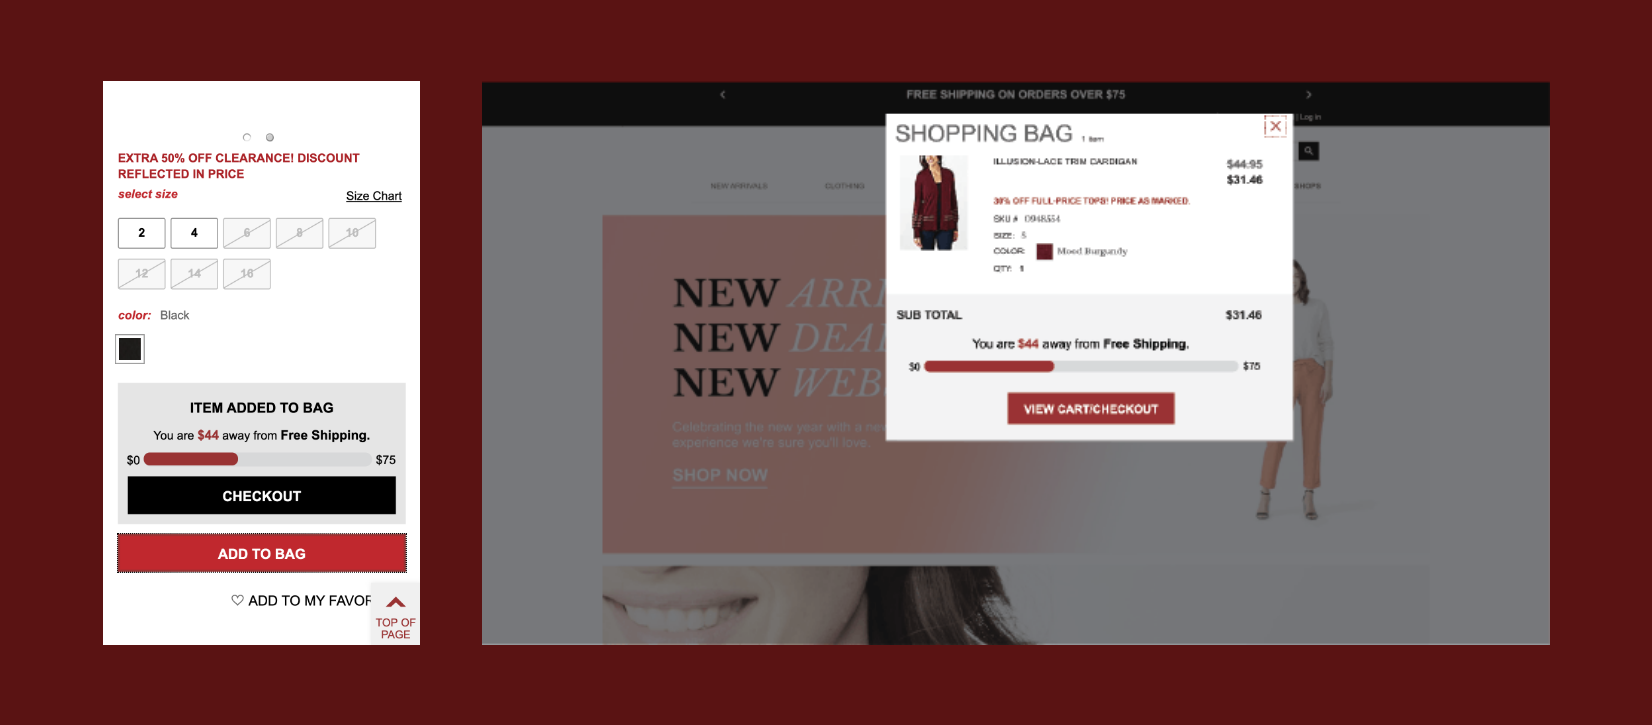 EXTRA 50% OFF CLEARANCE! DISCOUNT
REFLECTED IN PRICE
select size
Size Chart
2 4 6 8 10
12 14 16
color: Black
ITEM ADDED TO BAG
You are $44 away from Free Shipping.
$0 $75
CHECKOUT
ADD TO BAG
♡ ADD TO MY FAVOR
TOP OF
PAGE
FREE SHIPPING ON ORDERS OVER $75
| Log in
NEW ARRIVALS CLOTHING SHOPS
SHOPPING BAG 1 item
ILLUSION-LACE TRIM CARDIGAN
$44.95
$31.46
30% OFF FULL-PRICE TOPS! PRICE AS MARKED.
SKU # 0948554
SIZE: S
COLOR: Mood Burgandy
QTY: 1
SUB TOTAL $31.46
You are $44 away from Free Shipping.
$0 $75
VIEW CART/CHECKOUT
NEW ARRI
NEW DEA
NEW WEB
Celebrating the new year with a new
experience we're sure you'll love.
SHOP NOW